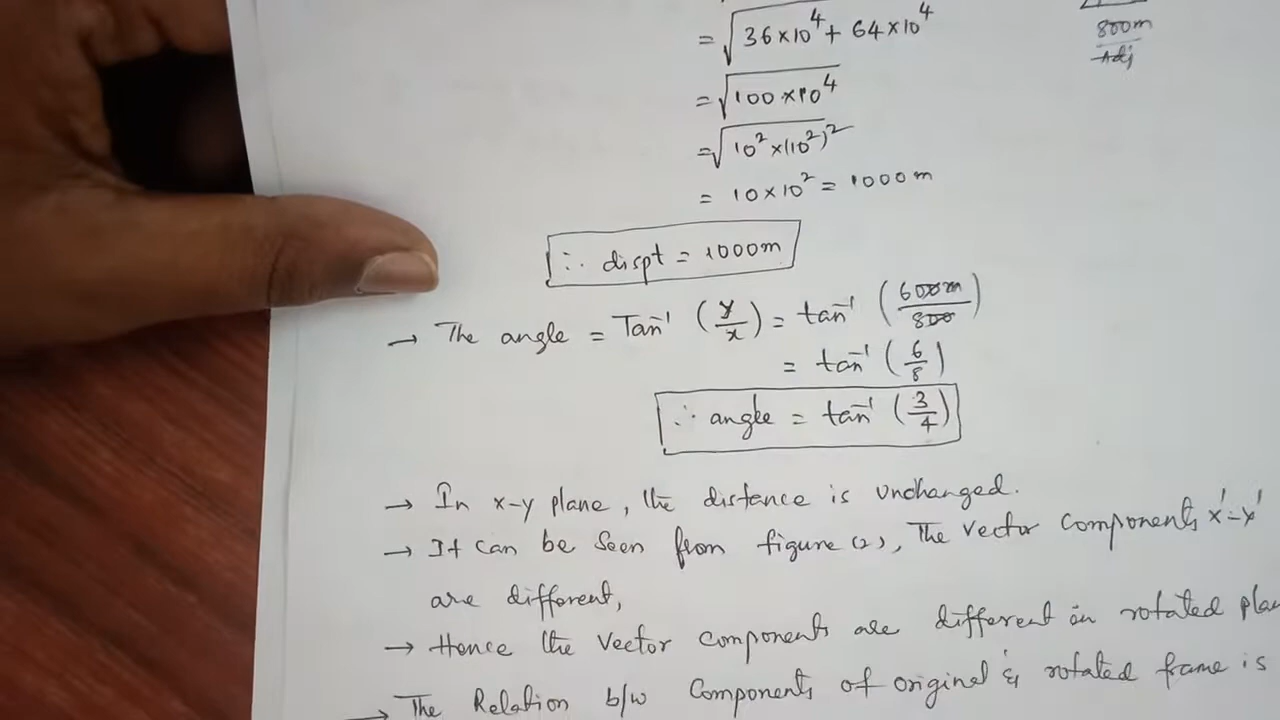 = √36×10⁴ + 64×10⁴
800m
Adj
= √100×10⁴
= √10²×(10²)²
= 10×10² = 1000m
∴ dispt = 1000m
→ The angle = Tan⁻¹ (y/x) = tan⁻¹ (600m/800)
= tan⁻¹ (6/8)
∴ angle = tan⁻¹ (3/4)
→ In x-y plane, the distance is unchanged.
→ It can be seen from figure (2), The vector components x'-y'
are different,
→ Hence the vector components are different in rotated
→ The Relation b/w components of original & rotated frame is